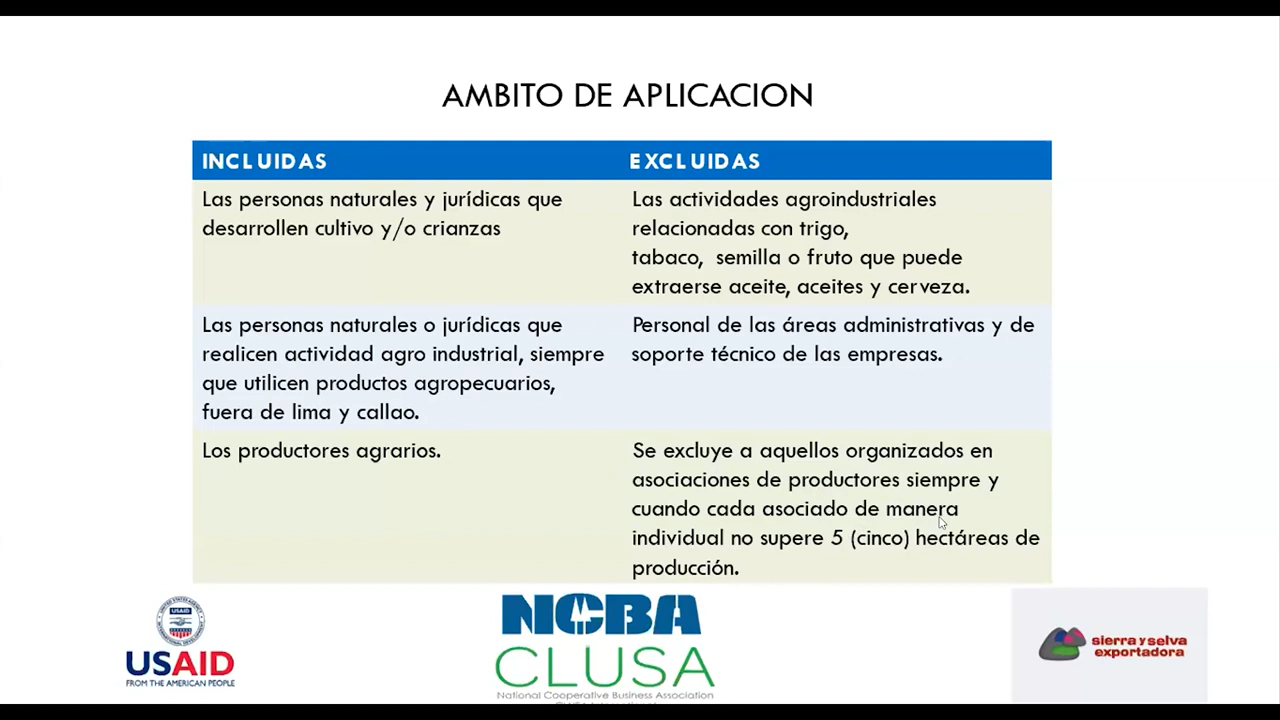 AMBITO DE APLICACION
INCLUIDAS
EXCLUIDAS
Las personas naturales y jurídicas que
desarrollen cultivo y/o crianzas
Las actividades agroindustriales
relacionadas con trigo,
tabaco, semilla o fruto que puede
extraerse aceite, aceites y cerveza.
Las personas naturales o jurídicas que
realicen actividad agro industrial, siempre
que utilicen productos agropecuarios,
fuera de lima y callao.
Personal de las áreas administrativas y de
soporte técnico de las empresas.
Los productores agrarios.
Se excluye a aquellos organizados en
asociaciones de productores siempre y
cuando cada asociado de manera
individual no supere 5 (cinco) hectáreas de
producción.
USAID
USAID
FROM THE AMERICAN PEOPLE
NCBA
CLUSA
National Cooperative Business Association
sierra y selva
exportadora